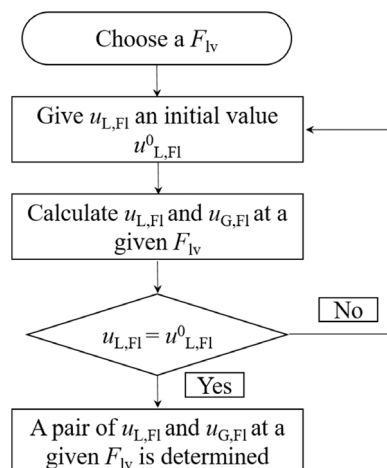 Choose a F_lv
Give u_L,Fl an initial value
u^0_L,Fl
Calculate u_L,Fl and u_G,Fl at a
given F_lv
u_L,Fl = u^0_L,Fl
No
Yes
A pair of u_L,Fl and u_G,Fl at a
given F_lv is determined